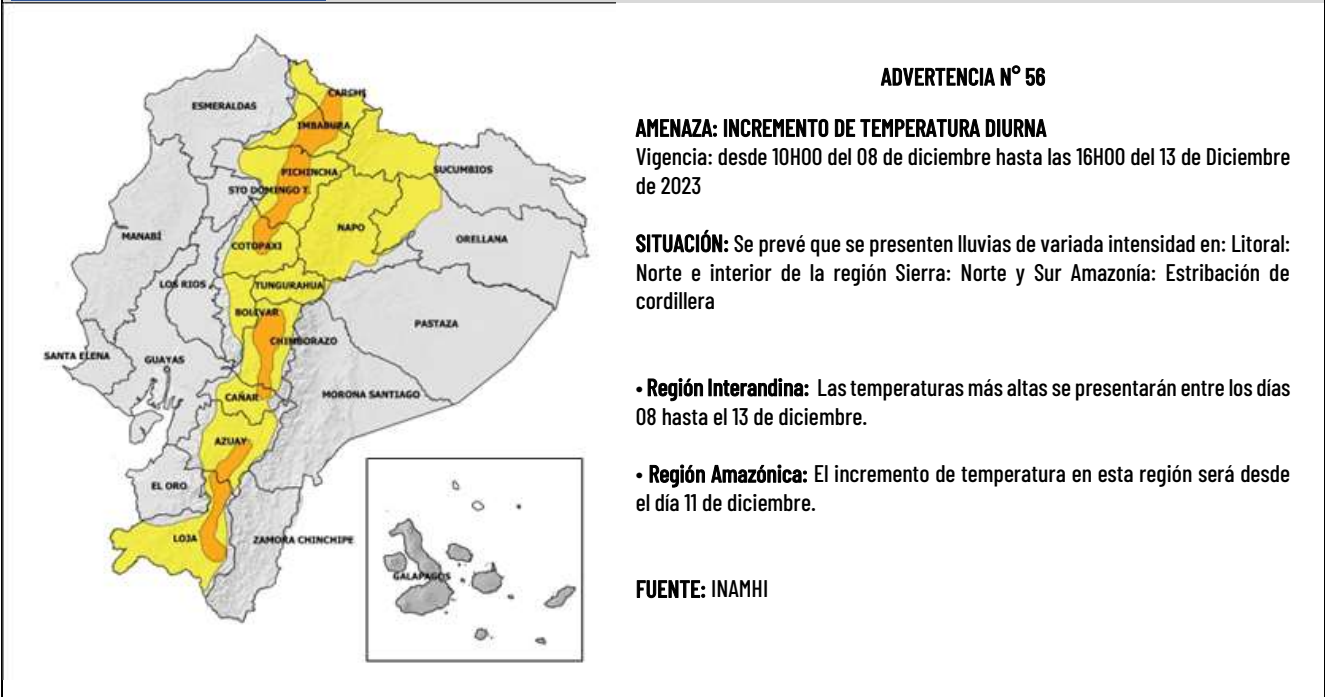 ESMERALDAS
CARCHI
IMBABURA
PICHINCHA
SUCUMBIOS
STO DOMINGO T.
NAPO
MANABÍ
COTOPAXI
ORELLANA
LOS RIOS
TUNGURAHUA
BOLIVAR
PASTAZA
CHIMBORAZO
SANTA ELENA
GUAYAS
CAÑAR
MORONA SANTIAGO
AZUAY
EL ORO
LOJA
ZAMORA CHINCHIPE
GALAPAGOS
ADVERTENCIA N° 56
AMENAZA: INCREMENTO DE TEMPERATURA DIURNA
Vigencia: desde 10H00 del 08 de diciembre hasta las 16H00 del 13 de Diciembre
de 2023
SITUACIÓN: Se prevé que se presenten lluvias de variada intensidad en: Litoral:
Norte e interior de la región Sierra: Norte y Sur Amazonía: Estribación de
cordillera
• Región Interandina: Las temperaturas más altas se presentarán entre los días
08 hasta el 13 de diciembre.
• Región Amazónica: El incremento de temperatura en esta región será desde
el día 11 de diciembre.
FUENTE: INAMHI